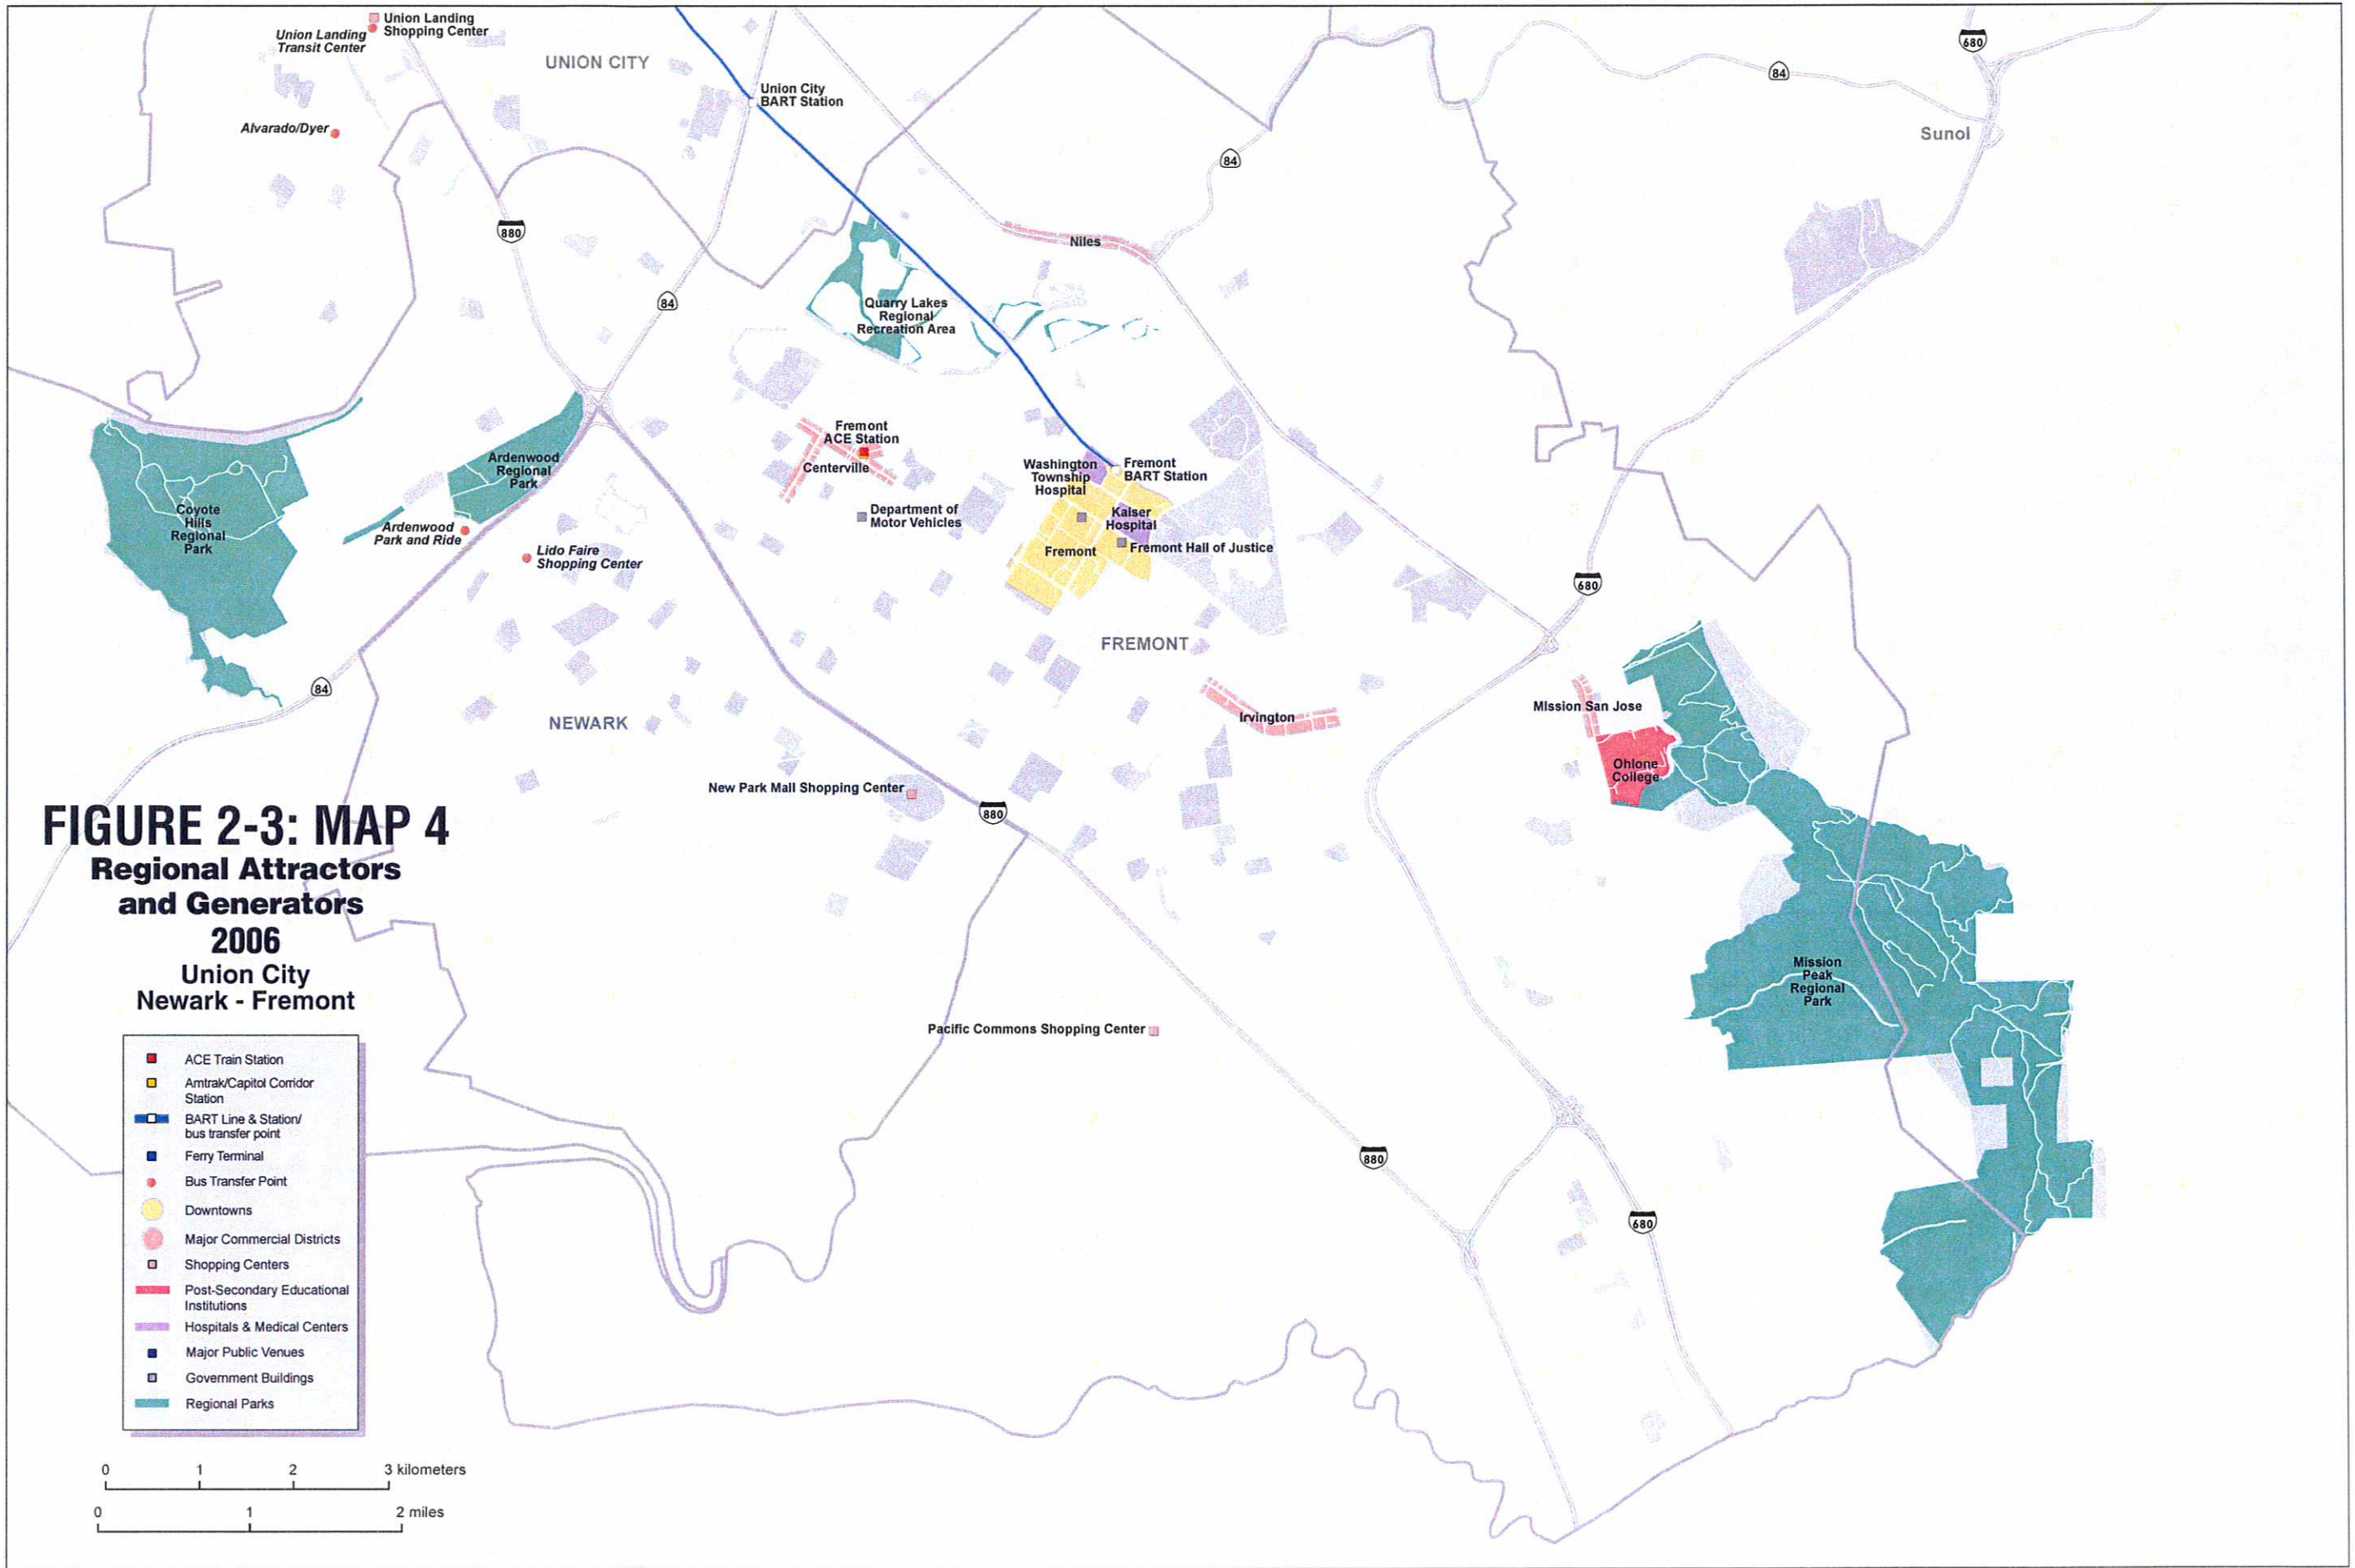 Union Landing
Shopping Center
Union Landing
Transit Center
UNION CITY
680
84
Union City
BART Station
Alvarado/Dyer
Sunol
84
880
Niles
84
Quarry Lakes
Regional
Recreation Area
Fremont
ACE Station
Centerville
Ardenwood
Regional
Park
Washington
Township
Hospital
Fremont
BART Station
Coyote
Hills
Regional
Park
Department of
Motor Vehicles
Kaiser
Hospital
Ardenwood
Park and Ride
Lido Faire
Shopping Center
Fremont
Fremont Hall of Justice
680
FREMONT
84
NEWARK
Irvington
MIssion San Jose
Ohlone
College
New Park Mall Shopping Center
880
FIGURE 2-3: MAP 4
Regional Attractors
and Generators
2006
Union City
Newark - Fremont
Mission
Peak
Regional
Park
Pacific Commons Shopping Center
880
680
ACE Train Station
Amtrak/Capitol Corridor
Station
BART Line & Station/
bus transfer point
Ferry Terminal
Bus Transfer Point
Downtowns
Major Commercial Districts
Shopping Centers
Post-Secondary Educational
Institutions
Hospitals & Medical Centers
Major Public Venues
Government Buildings
Regional Parks
0 1 2 3 kilometers
0 1 2 miles